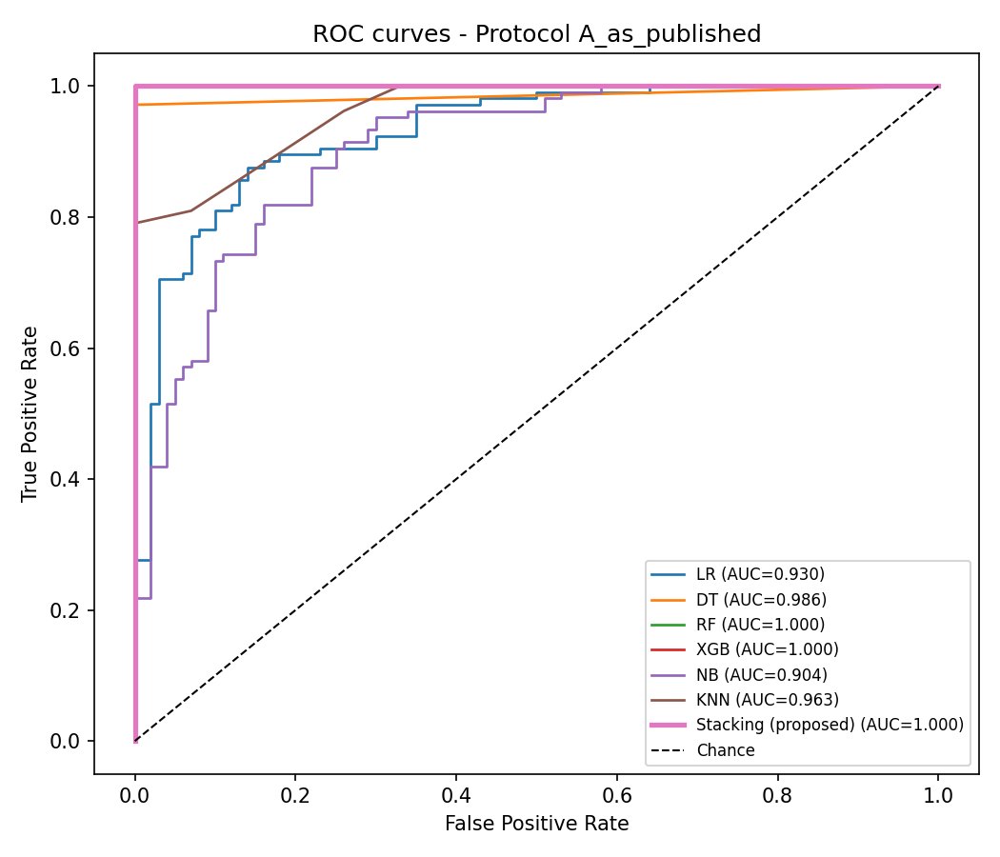 ROC curves - Protocol A_as_published
True Positive Rate
1.0
0.8
0.6
0.4
0.2
0.0
0.0 0.2 0.4 0.6 0.8 1.0
False Positive Rate
LR (AUC=0.930)
DT (AUC=0.986)
RF (AUC=1.000)
XGB (AUC=1.000)
NB (AUC=0.904)
KNN (AUC=0.963)
Stacking (proposed) (AUC=1.000)
Chance